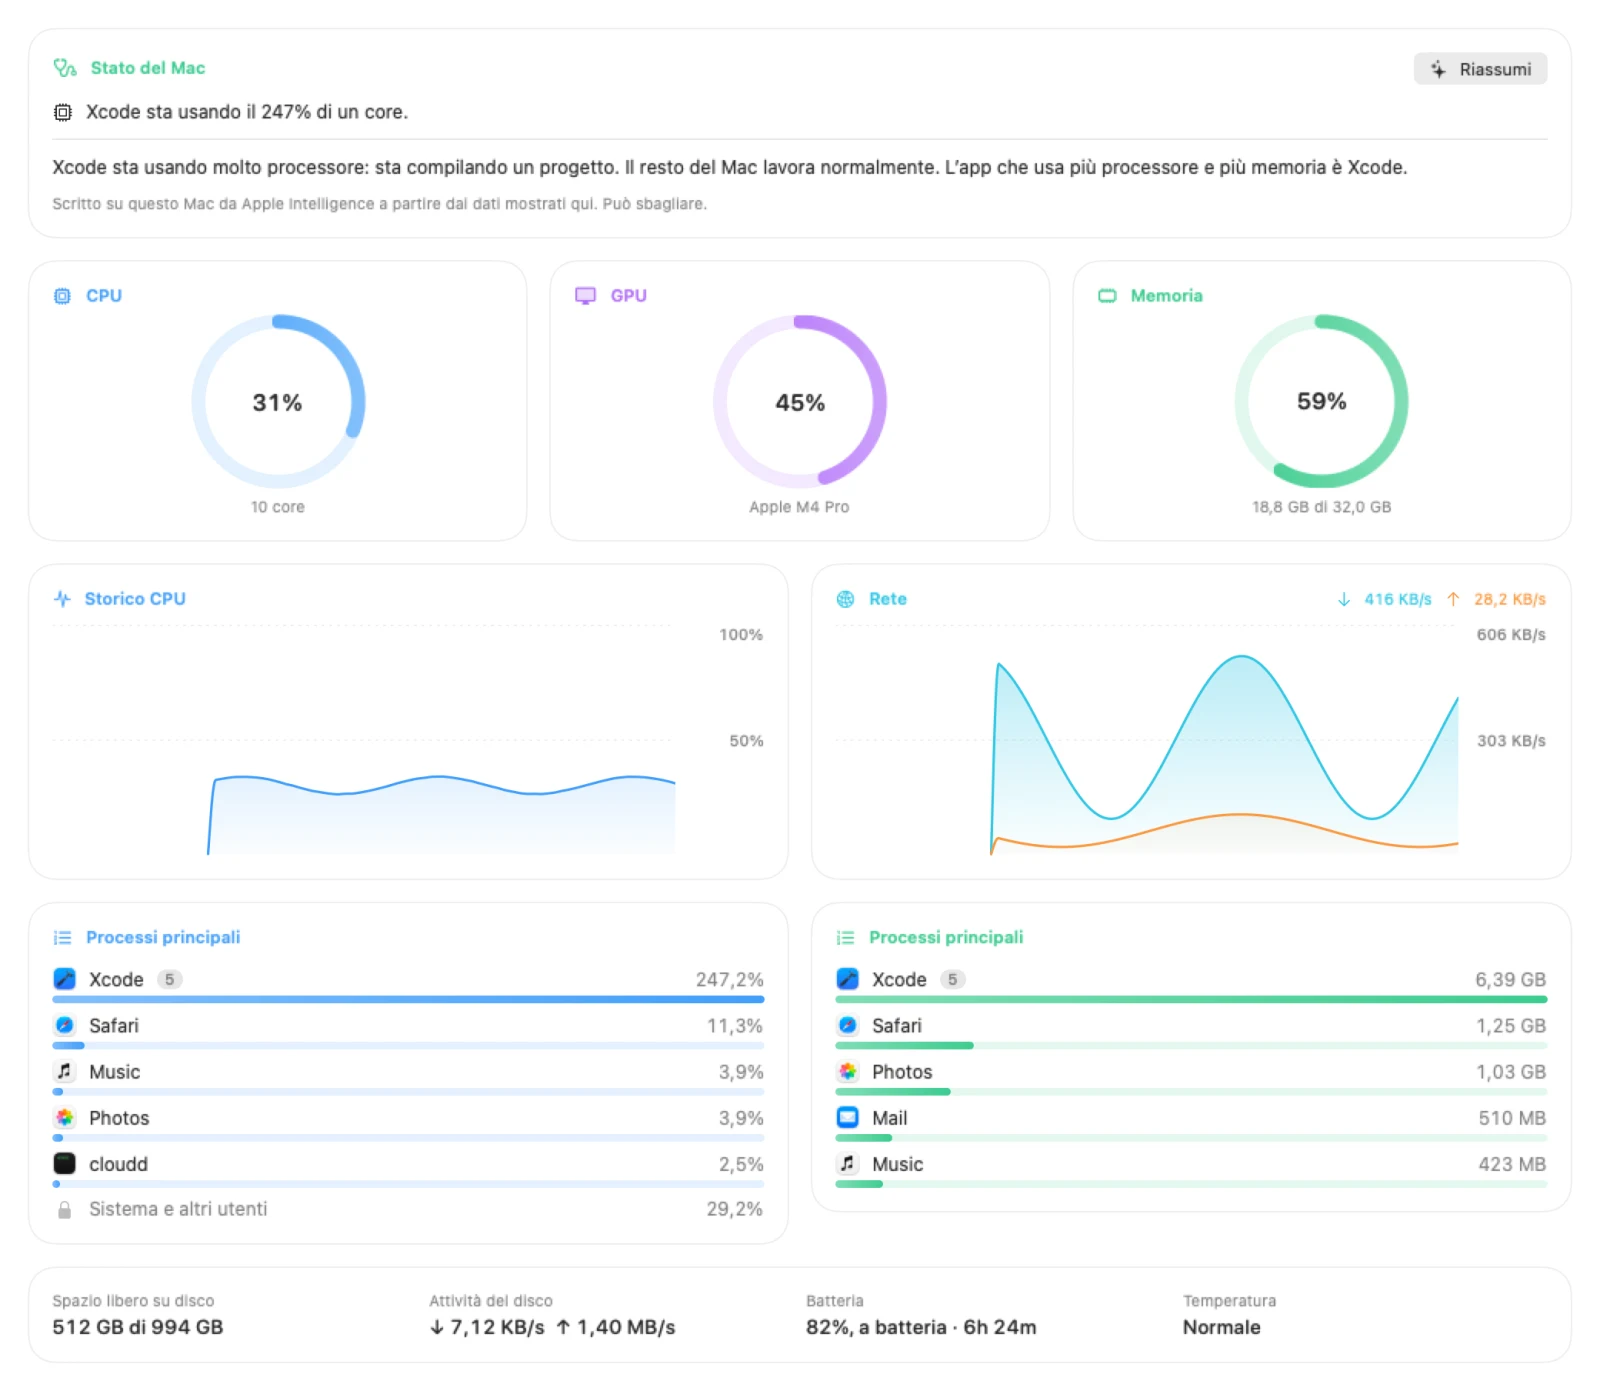 Stato del Mac
Riassumi
Xcode sta usando il 247% di un core.
Xcode sta usando molto processore: sta compilando un progetto. Il resto del Mac lavora normalmente. L’app che usa più processore e più memoria è Xcode.
Scritto su questo Mac da Apple Intelligence a partire dai dati mostrati qui. Può sbagliare.
CPU
31%
10 core
GPU
45%
Apple M4 Pro
Memoria
59%
18,8 GB di 32,0 GB
Storico CPU
100%
50%
Rete
↓ 416 KB/s ↑ 28,2 KB/s
606 KB/s
303 KB/s
Processi principali
Xcode 5 247,2%
Safari 11,3%
Music 3,9%
Photos 3,9%
cloudd 2,5%
Sistema e altri utenti 29,2%
Processi principali
Xcode 5 6,39 GB
Safari 1,25 GB
Photos 1,03 GB
Mail 510 MB
Music 423 MB
Spazio libero su disco
512 GB di 994 GB
Attività del disco
↓ 7,12 KB/s ↑ 1,40 MB/s
Batteria
82%, a batteria · 6h 24m
Temperatura
Normale